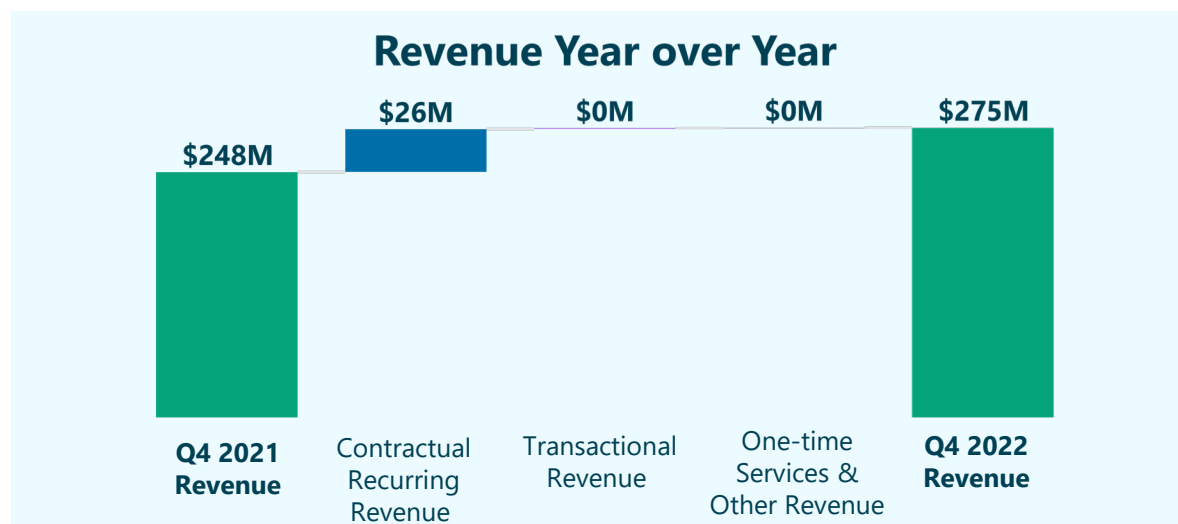 Revenue Year over Year
$248M
$26M
$0M
$0M
$275M
Q4 2021
Revenue
Contractual
Recurring
Revenue
Transactional
Revenue
One-time
Services &
Other Revenue
Q4 2022
Revenue